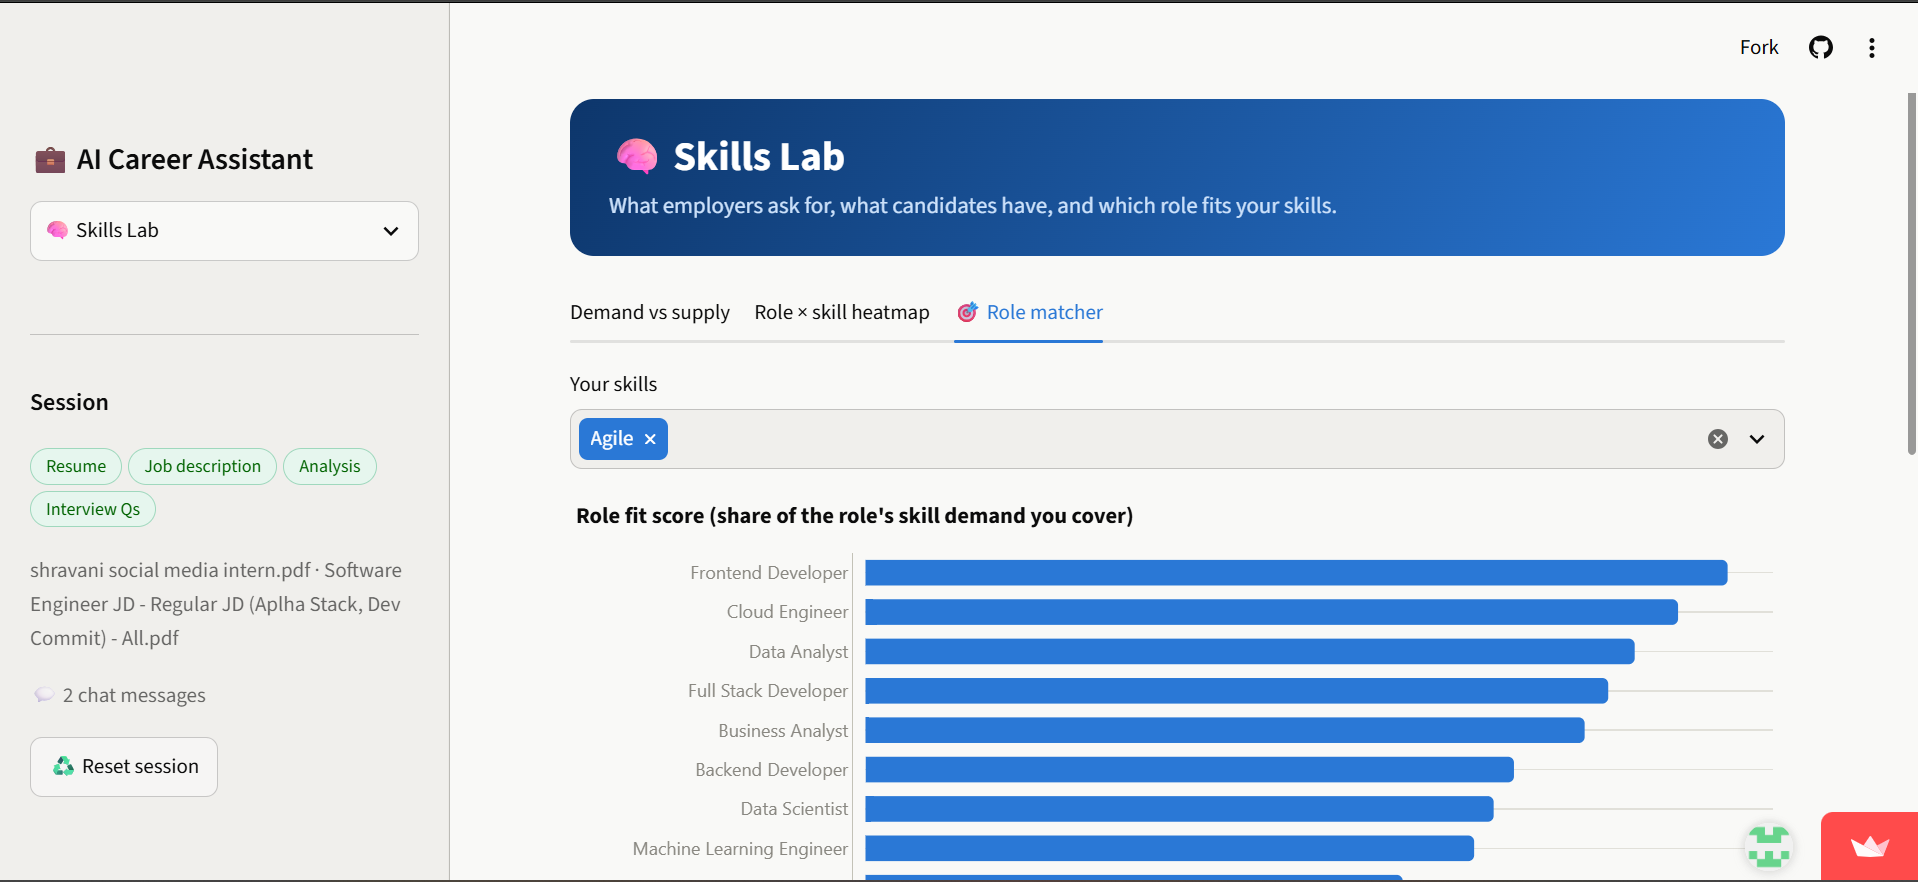 Fork
AI Career Assistant
Skills Lab
Session
Resume
Job description
Analysis
Interview Qs
shravani social media intern.pdf · Software
Engineer JD - Regular JD (Aplha Stack, Dev
Commit) - All.pdf
2 chat messages
Reset session
Skills Lab
What employers ask for, what candidates have, and which role fits your skills.
Demand vs supply
Role × skill heatmap
Role matcher
Your skills
Agile ×
Role fit score (share of the role's skill demand you cover)
Frontend Developer
Cloud Engineer
Data Analyst
Full Stack Developer
Business Analyst
Backend Developer
Data Scientist
Machine Learning Engineer